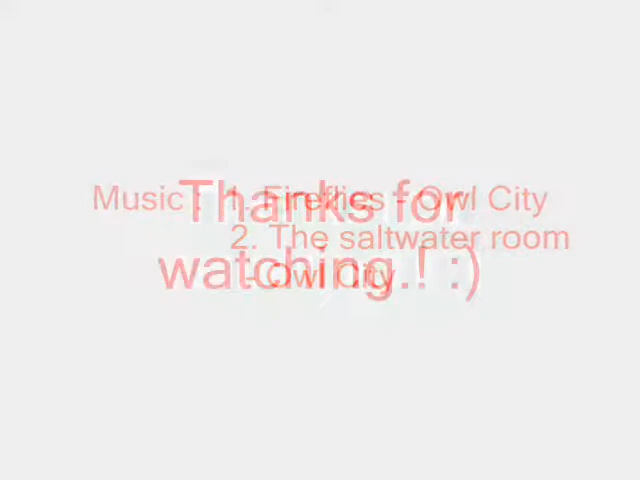 Music : 1. Fireflies - Owl City
2. The saltwater room
- Owl City
Thanks for
watching.! :)